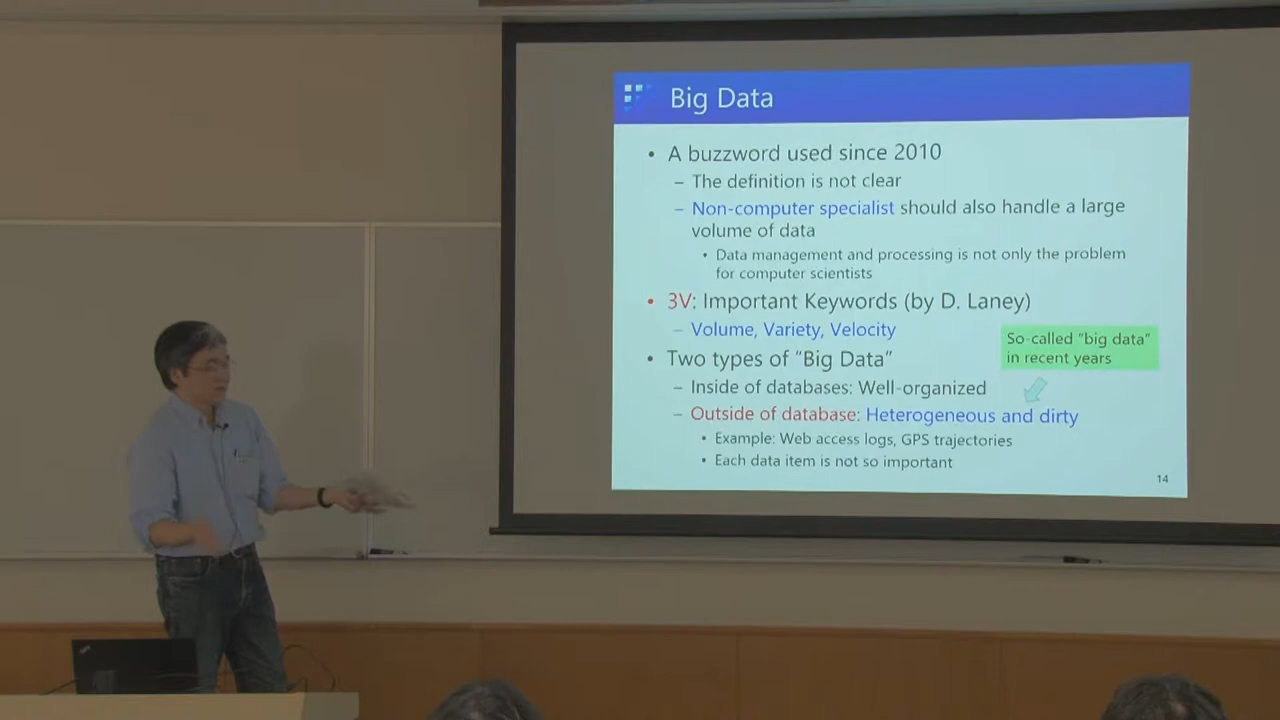 Big Data
• A buzzword used since 2010
– The definition is not clear
– Non-computer specialist should also handle a large
volume of data
• Data management and processing is not only the problem
for computer scientists
• 3V: Important Keywords (by D. Laney)
– Volume, Variety, Velocity
• Two types of "Big Data"
So-called "big data"
in recent years
– Inside of databases: Well-organized
– Outside of database: Heterogeneous and dirty
• Example: Web access logs, GPS trajectories
• Each data item is not so important
14